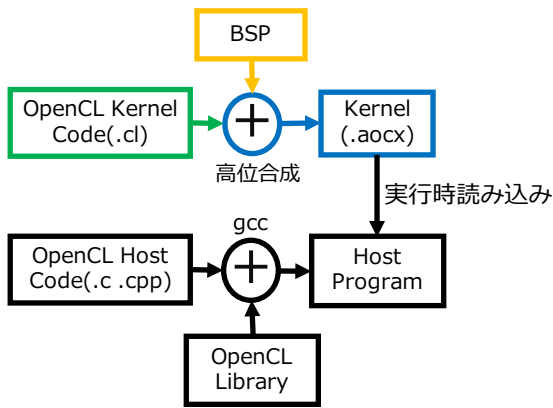 BSP
OpenCL Kernel
Code(.cl)
Kernel
(.aocx)
高位合成
実行時読み込み
gcc
OpenCL Host
Code(.c .cpp)
Host
Program
OpenCL
Library